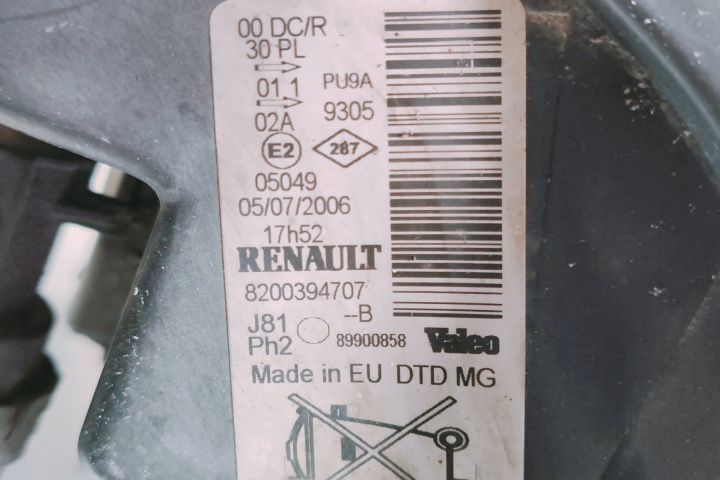 00 DC/R
30 PL
01 1
PU9A
02A
9305
E2
287
05049
05/07/2006
17h52
RENAULT
8200394707
--B
J81
Ph2
89900858
Valeo
Made in EU DTD MG